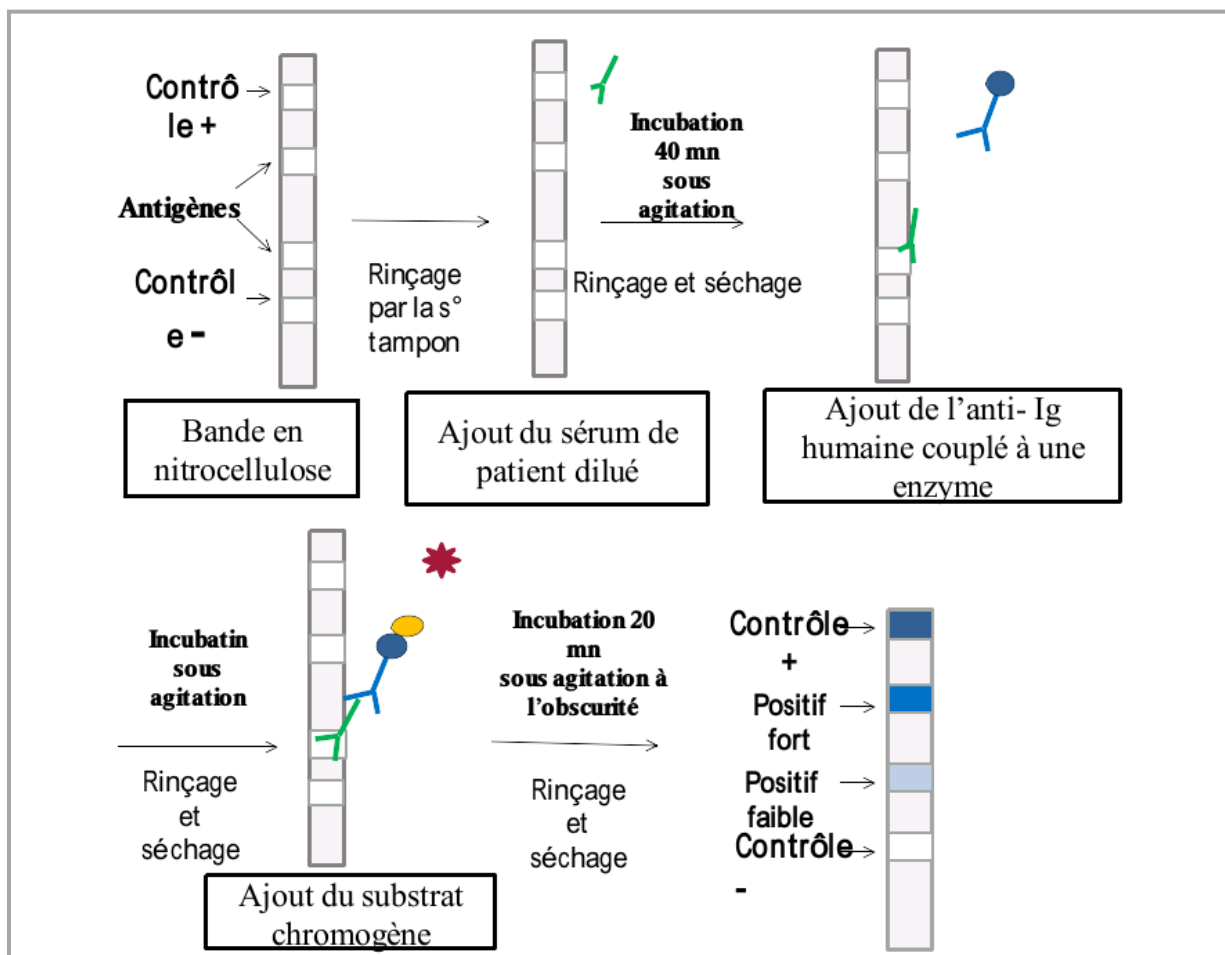 Contrô
le +
Antigènes
Contrôl
e -
Rinçage
par la s°
tampon
Incubation
40 mn
sous
agitation
Rinçage et séchage
Bande en
nitrocellulose
Ajout du sérum de
patient dilué
Ajout de l'anti- Ig
humaine couplé à une
enzyme
Incubatin
sous
agitation
Rinçage
et
séchage
Ajout du substrat
chromogène
Incubation 20
mn
sous agitation à
l'obscurité
Rinçage
et
séchage
Contrôle
+
Positif
fort
Positif
faible
Contrôle
-